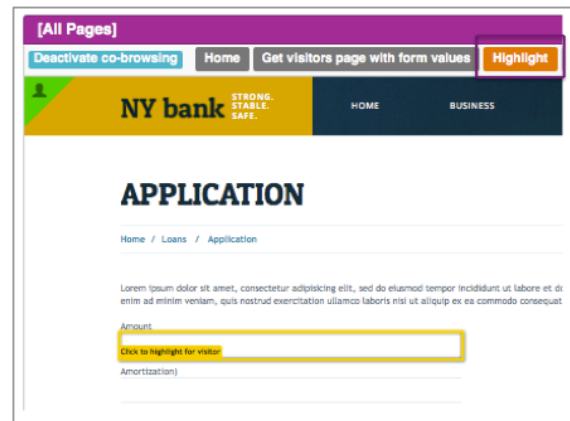 [All Pages]
Deactivate co-browsing Home Get visitors page with form values Highlight
NY bank STRONG. STABLE. SAFE. HOME BUSINESS
APPLICATION
Home / Loans / Application
Lorem ipsum dolor sit amet, consectetur adipisicing elit, sed do eiusmod tempor incididunt ut labore et do
enim ad minim veniam, quis nostrud exercitation ullamco laboris nisi ut aliquip ex ea commodo consequat
Amount
Click to highlight for visitor
Amortization)